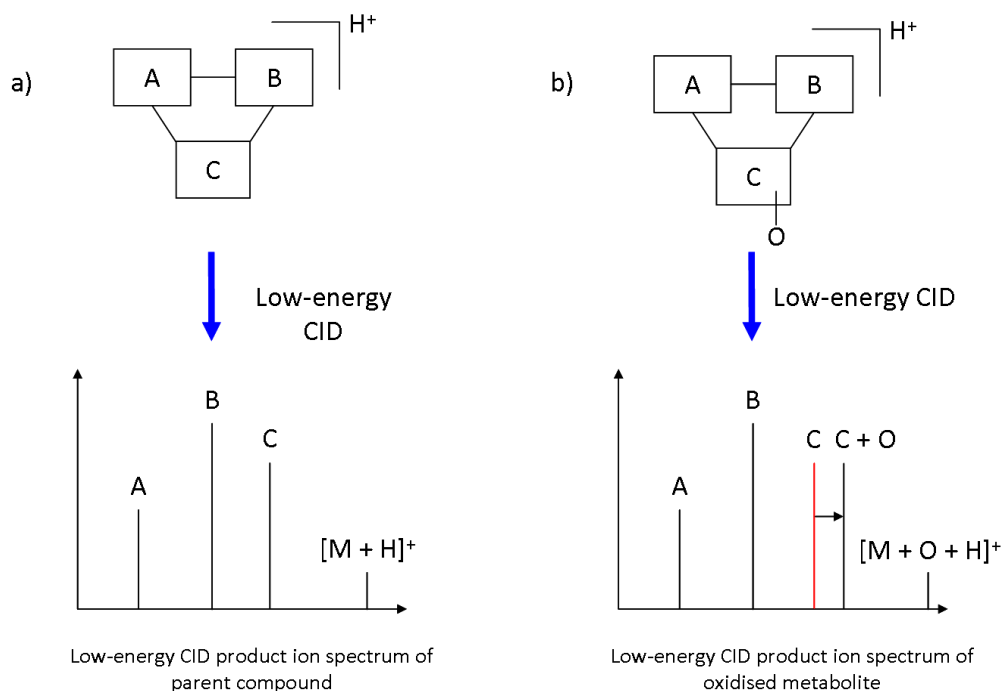 a)
H⁺
A
B
C
Low-energy
CID
B
C
A
[M + H]⁺
Low-energy CID product ion spectrum of
parent compound
b)
H⁺
A
B
C
O
Low-energy CID
B
C C + O
A
[M + O + H]⁺
Low-energy CID product ion spectrum of
oxidised metabolite